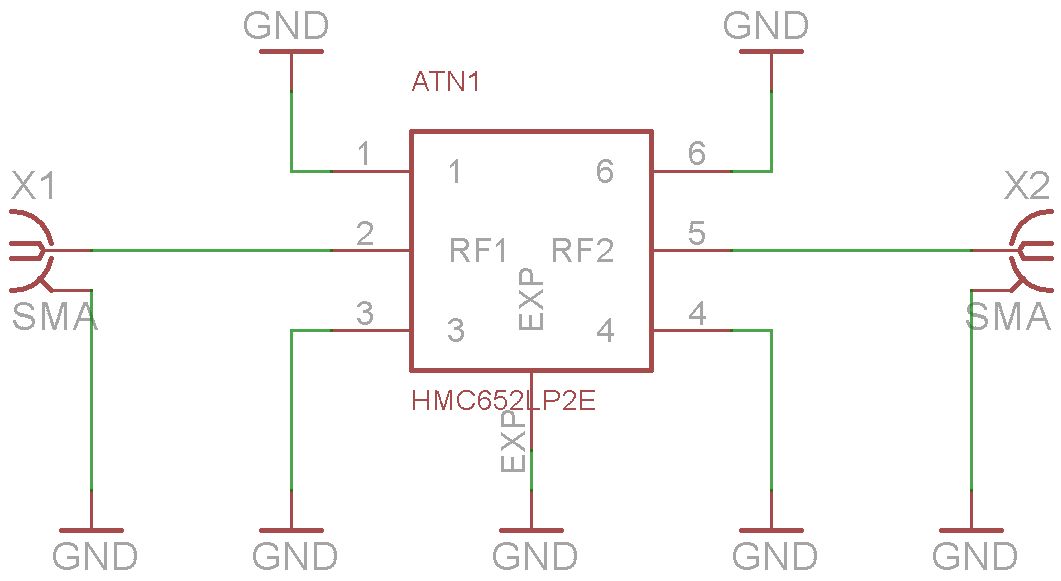 GND GND
ATN1
1 1 6 6
X1 X2
2 RF1 RF2 5
EXP
SMA SMA
3 3 4 4
HMC652LP2E
EXP
GND GND GND GND GND